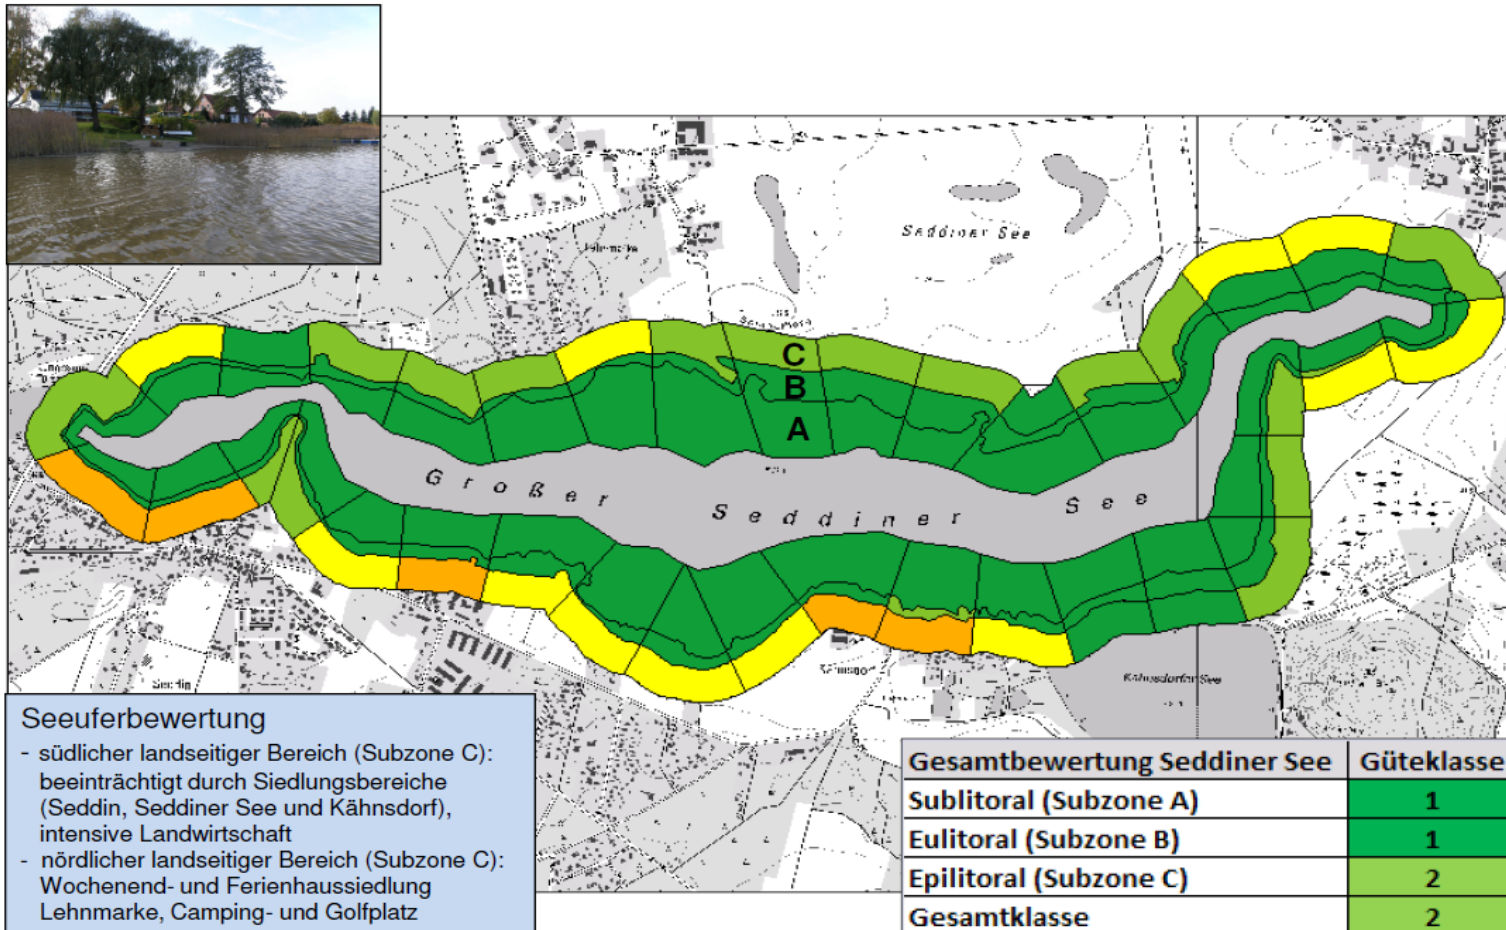 Seddiner See
C
B
A
Großer Seddiner See
Kähnsdorfer See
Seeuferbewertung
- südlicher landseitiger Bereich (Subzone C):
beeinträchtigt durch Siedlungsbereiche
(Seddin, Seddiner See und Kähnsdorf),
intensive Landwirtschaft
- nördlicher landseitiger Bereich (Subzone C):
Wochenend- und Ferienhaussiedlung
Lehnmarke, Camping- und Golfplatz
Gesamtbewertung Seddiner See Güteklasse
Sublitoral (Subzone A) 1
Eulitoral (Subzone B) 1
Epilitoral (Subzone C) 2
Gesamtklasse 2